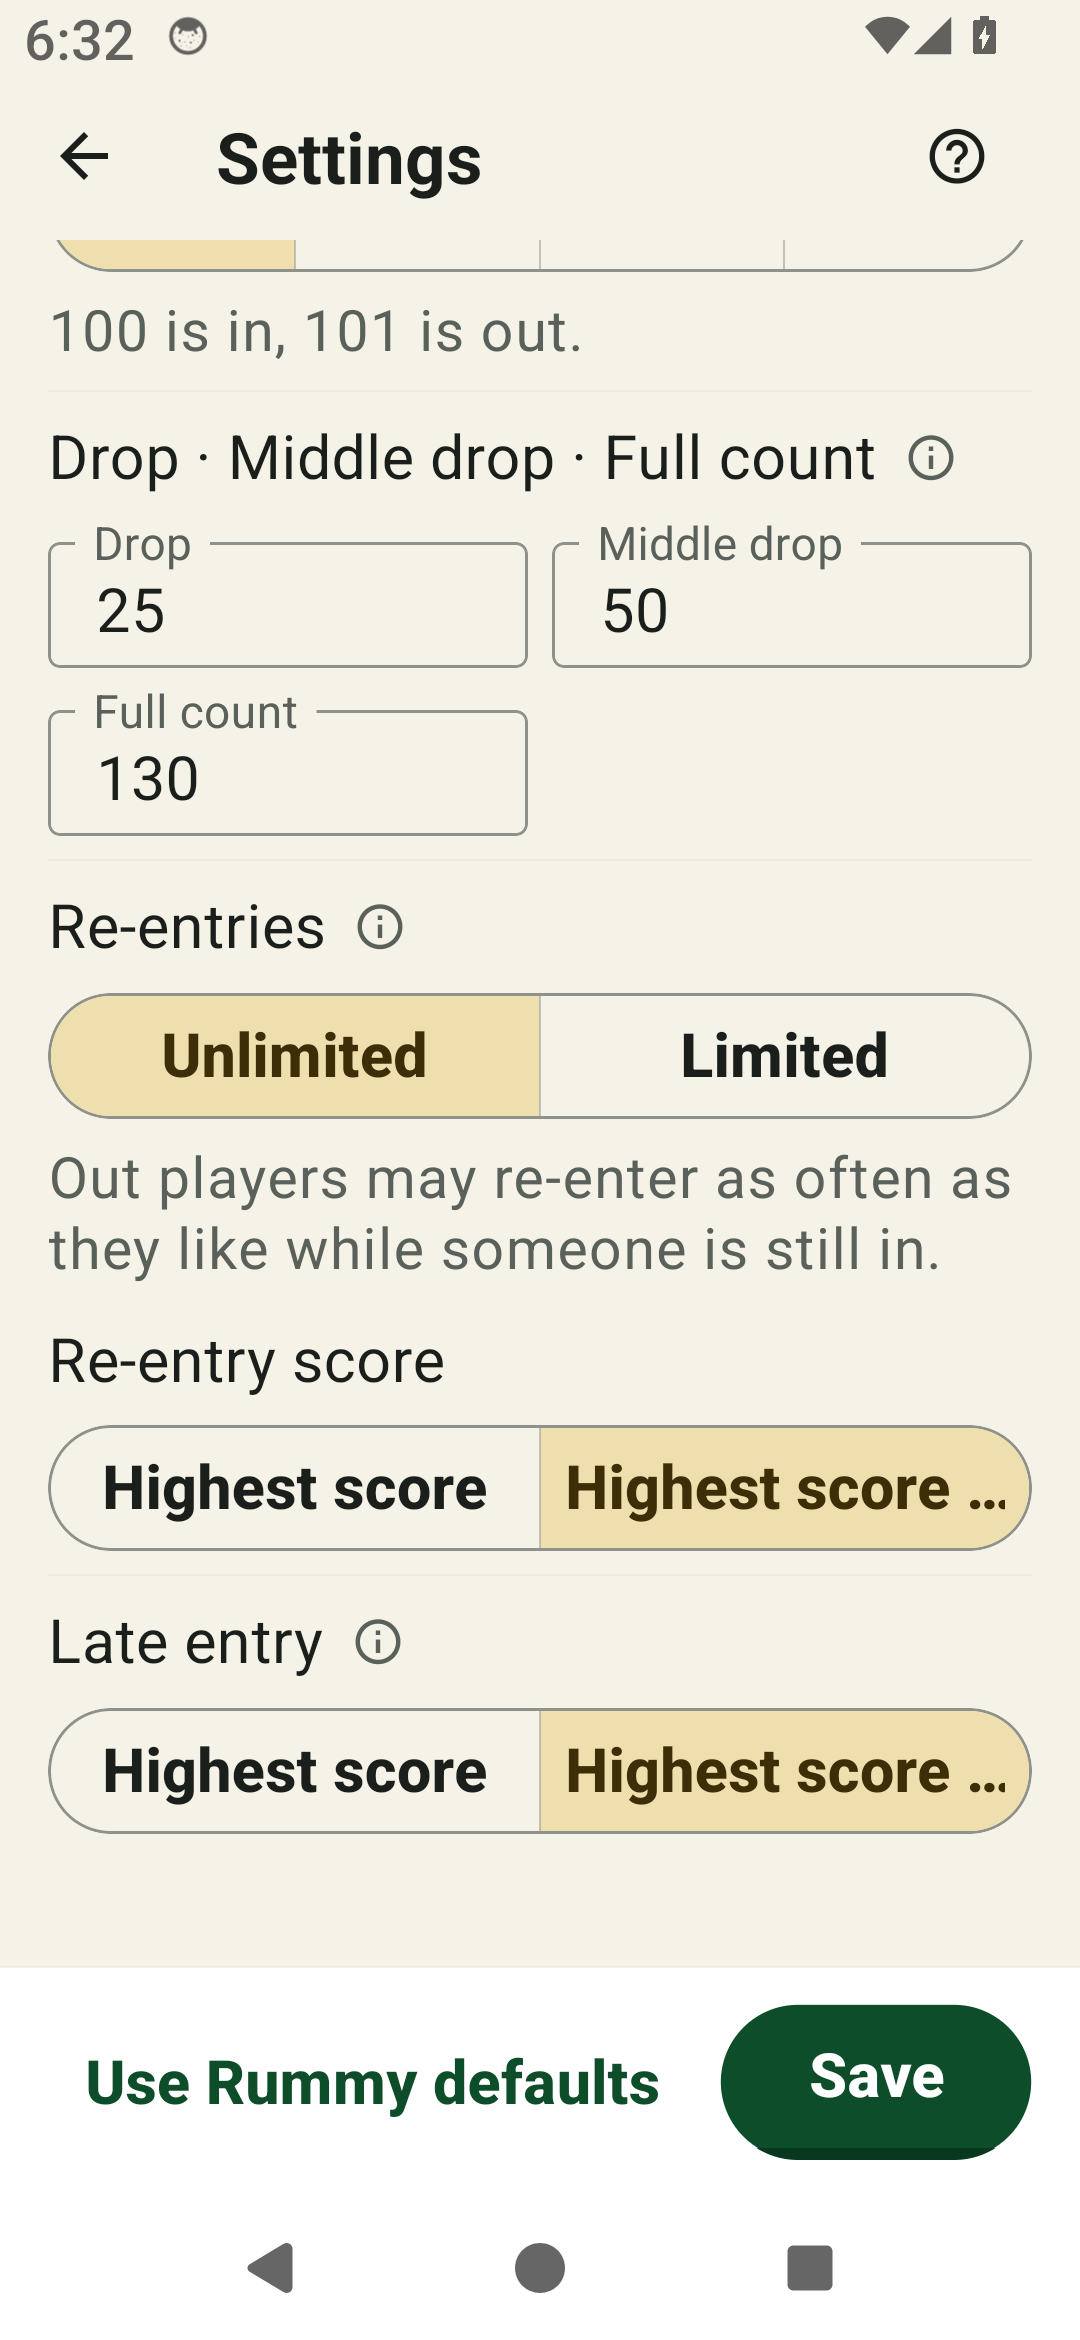 6:32
Settings
100 is in, 101 is out.
Drop · Middle drop · Full count
Drop
25
Middle drop
50
Full count
130
Re-entries
Unlimited
Limited
Out players may re-enter as often as
they like while someone is still in.
Re-entry score
Highest score
Highest score ...
Late entry
Highest score
Highest score ...
Use Rummy defaults
Save